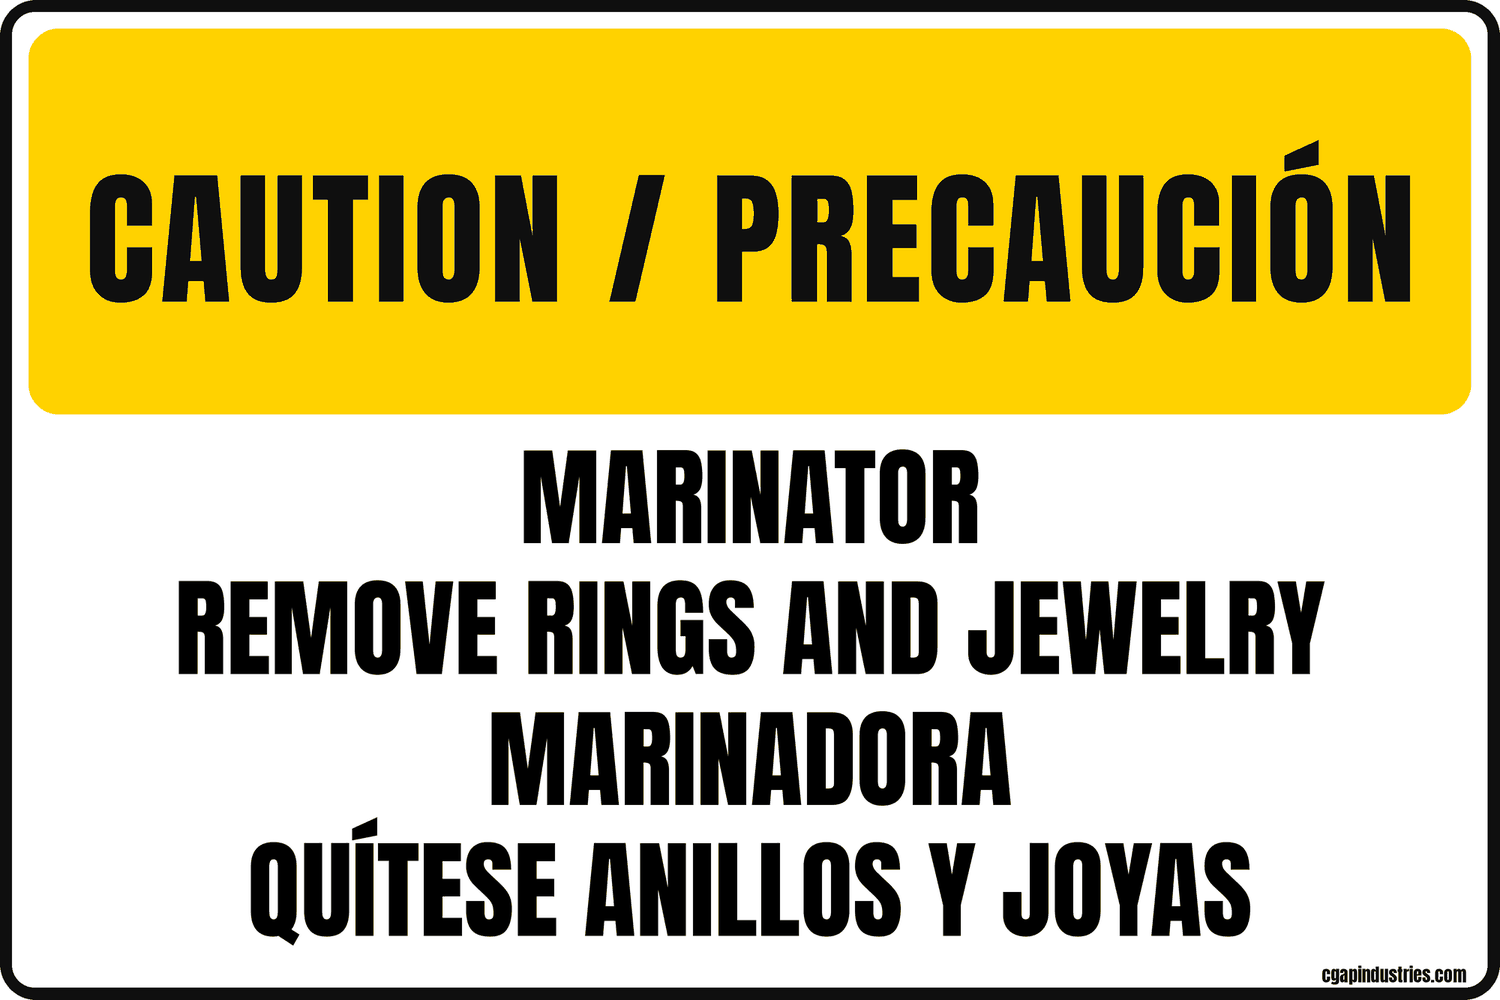 CAUTION / PRECAUCIÓN
MARINATOR
REMOVE RINGS AND JEWELRY
MARINADORA
QUÍTESE ANILLOS Y JOYAS
cgapindustries.com